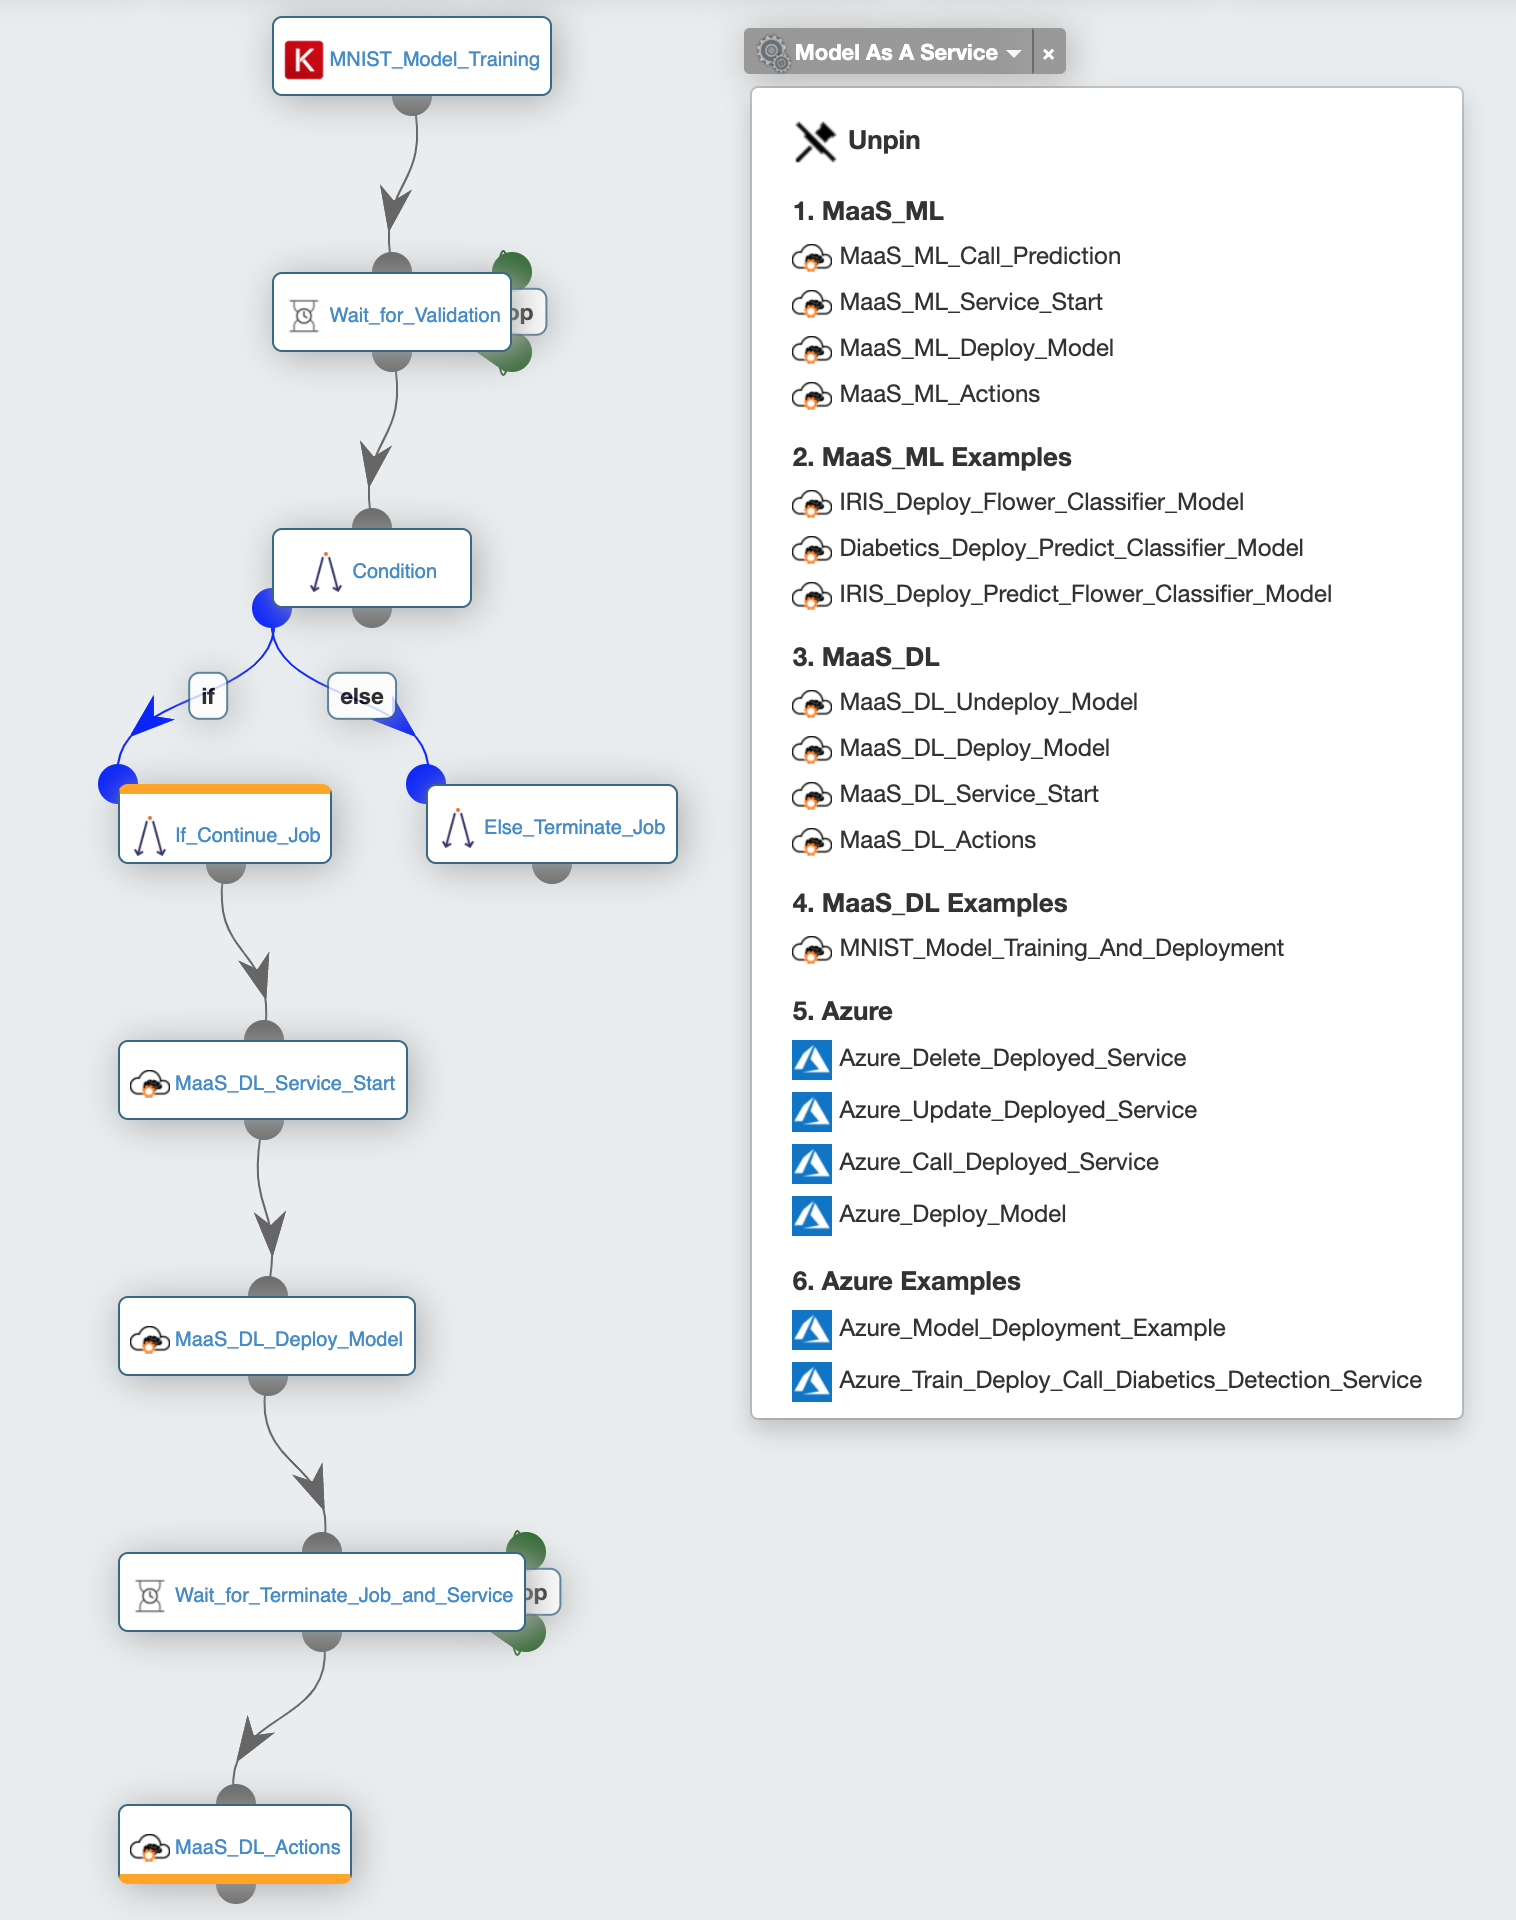 K MNIST_Model_Training
Wait_for_Validation
op
Condition
if
else
If_Continue_Job
Else_Terminate_Job
MaaS_DL_Service_Start
MaaS_DL_Deploy_Model
Wait_for_Terminate_Job_and_Service
op
MaaS_DL_Actions
Model As A Service ×
Unpin
1. MaaS_ML
MaaS_ML_Call_Prediction
MaaS_ML_Service_Start
MaaS_ML_Deploy_Model
MaaS_ML_Actions
2. MaaS_ML Examples
IRIS_Deploy_Flower_Classifier_Model
Diabetics_Deploy_Predict_Classifier_Model
IRIS_Deploy_Predict_Flower_Classifier_Model
3. MaaS_DL
MaaS_DL_Undeploy_Model
MaaS_DL_Deploy_Model
MaaS_DL_Service_Start
MaaS_DL_Actions
4. MaaS_DL Examples
MNIST_Model_Training_And_Deployment
5. Azure
Azure_Delete_Deployed_Service
Azure_Update_Deployed_Service
Azure_Call_Deployed_Service
Azure_Deploy_Model
6. Azure Examples
Azure_Model_Deployment_Example
Azure_Train_Deploy_Call_Diabetics_Detection_Service